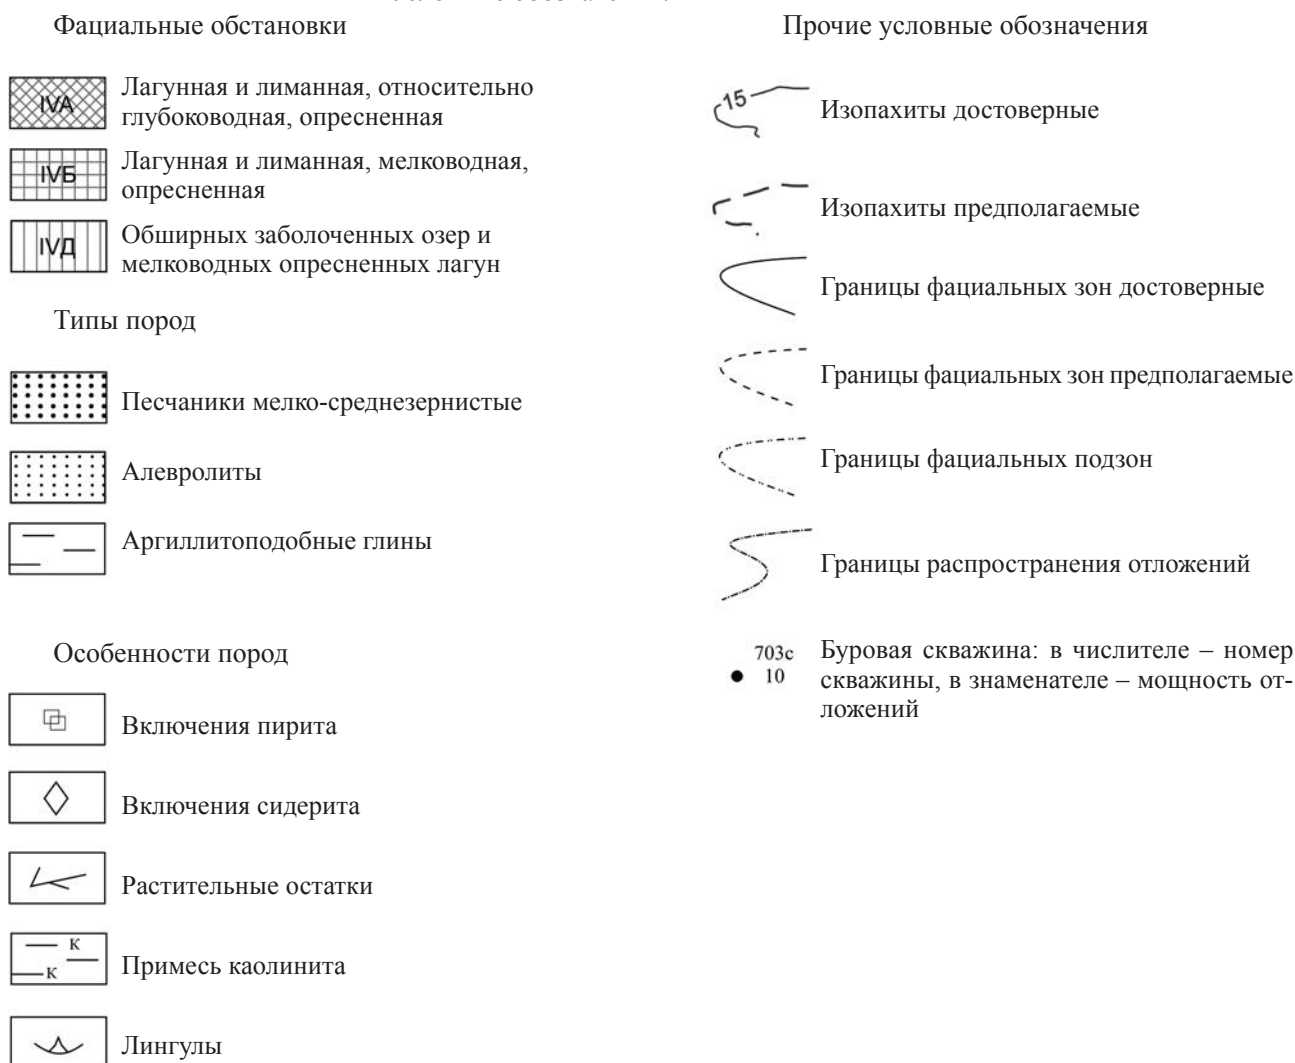 Фациальные обстановки
IVА
Лагунная и лиманная, относительно
глубоководная, опресненная
IVБ
Лагунная и лиманная, мелководная,
опресненная
IVД
Обширных заболоченных озер и
мелководных опресненных лагун
Типы пород
Песчаники мелко-среднезернистые
Алевролиты
Аргиллитоподобные глины
Особенности пород
Включения пирита
Включения сидерита
Растительные остатки
К
К
Примесь каолинита
Лингулы
Прочие условные обозначения
15
Изопахиты достоверные
Изопахиты предполагаемые
Границы фациальных зон достоверные
Границы фациальных зон предполагаемые
Границы фациальных подзон
Границы распространения отложений
703с
10
Буровая скважина: в числителе – номер
скважины, в знаменателе – мощность от-
ложений